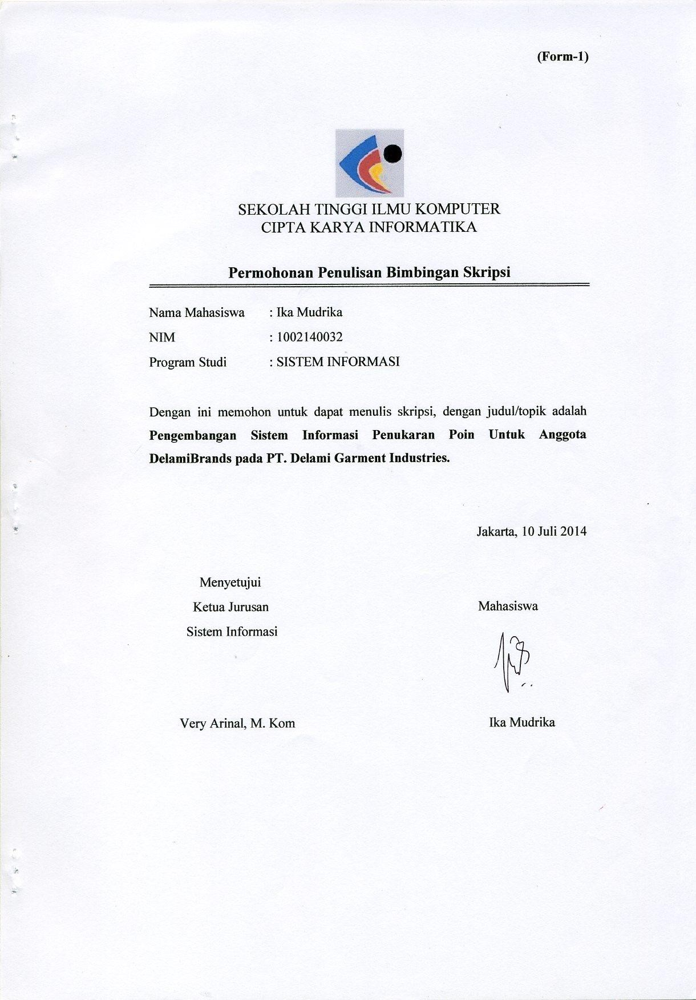 (Form-1)
SEKOLAH TINGGI ILMU KOMPUTER
CIPTA KARYA INFORMATIKA
Permohonan Penulisan Bimbingan Skripsi
Nama Mahasiswa : Ika Mudrika
NIM : 1002140032
Program Studi : SISTEM INFORMASI
Dengan ini memohon untuk dapat menulis skripsi, dengan judul/topik adalah
Pengembangan Sistem Informasi Penukaran Poin Untuk Anggota
DelamiBrands pada PT. Delami Garment Industries.
Jakarta, 10 Juli 2014
Menyetujui
Ketua Jurusan Mahasiswa
Sistem Informasi
Very Arinal, M. Kom Ika Mudrika